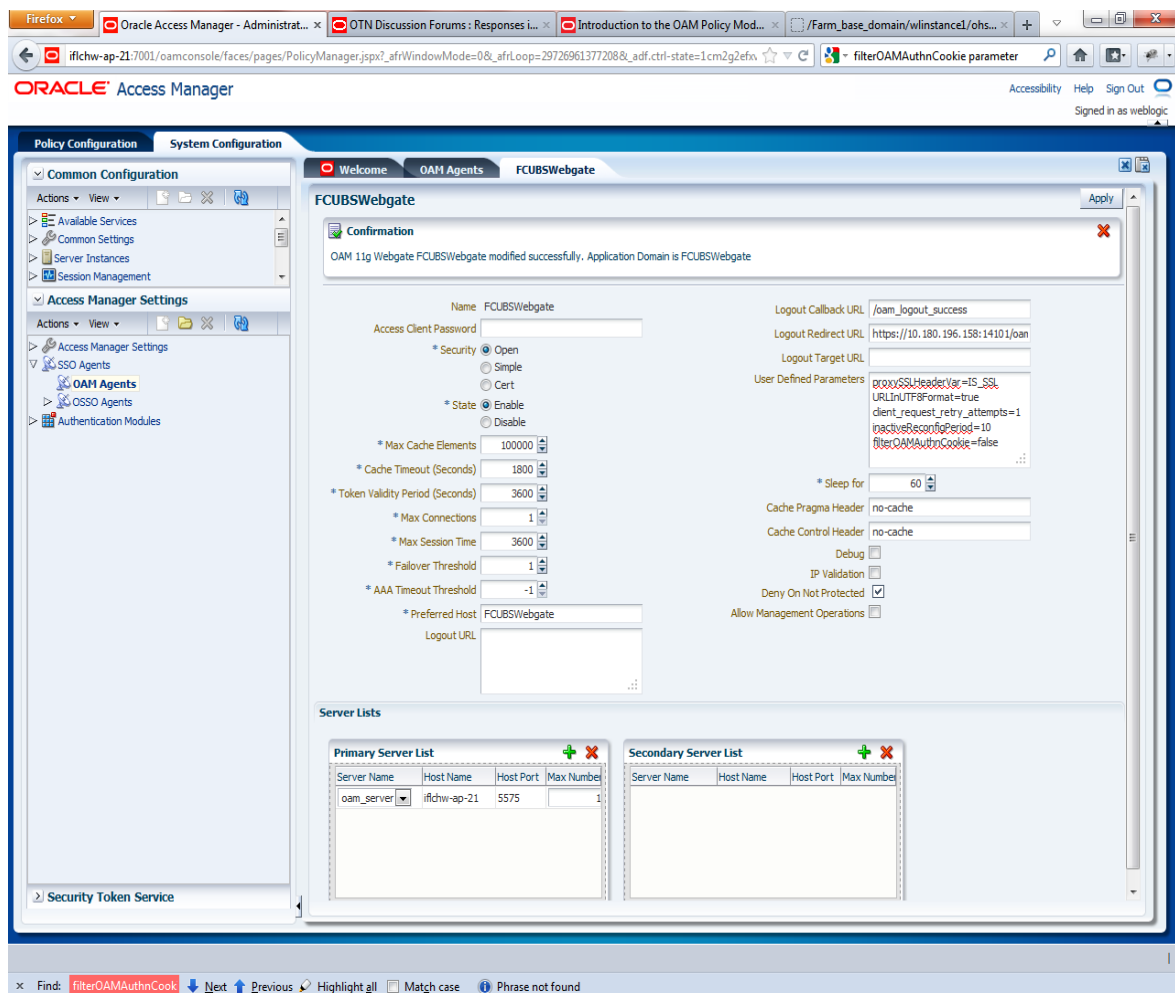 Firefox
Oracle Access Manager - Administrat... ×
OTN Discussion Forums : Responses i... ×
Introduction to the OAM Policy Mod... ×
/Farm_base_domain/wlinstance1/ohs... ×
iflchw-ap-21:7001/oamconsole/faces/pages/PolicyManager.jspx?_afrWindowMode=0&_afrLoop=29726961377208&_adf.ctrl-state=1cm2g2efx
filterOAMAuthnCookie parameter
ORACLE Access Manager
Accessibility Help Sign Out
Signed in as weblogic
Policy Configuration System Configuration
Common Configuration
Actions View
Available Services
Common Settings
Server Instances
Session Management
Access Manager Settings
Actions View
Access Manager Settings
SSO Agents
OAM Agents
OSSO Agents
Authentication Modules
Security Token Service
Welcome OAM Agents FCUBSWebgate
FCUBSWebgate
Apply
Confirmation
OAM 11g Webgate FCUBSWebgate modified successfully. Application Domain is FCUBSWebgate
Name FCUBSWebgate
Access Client Password
* Security Open
Simple
Cert
* State Enable
Disable
* Max Cache Elements 100000
* Cache Timeout (Seconds) 1800
* Token Validity Period (Seconds) 3600
* Max Connections 1
* Max Session Time 3600
* Failover Threshold 1
* AAA Timeout Threshold -1
* Preferred Host FCUBSWebgate
Logout URL
Logout Callback URL /oam_logout_success
Logout Redirect URL https://10.180.196.158:14101/oan
Logout Target URL
User Defined Parameters
proxySSLHeaderVar=IS_SSL
URLInUTF8Format=true
client_request_retry_attempts=1
inactiveReconfigPeriod=10
filterOAMAuthnCookie=false
* Sleep for 60
Cache Pragma Header no-cache
Cache Control Header no-cache
Debug
IP Validation
Deny On Not Protected
Allow Management Operations
Server Lists
Primary Server List
Server Name Host Name Host Port Max Number
oam_server iflchw-ap-21 5575 1
Secondary Server List
Server Name Host Name Host Port Max Number
× Find: filterOAMAuthnCook Next Previous Highlight all Match case Phrase not found